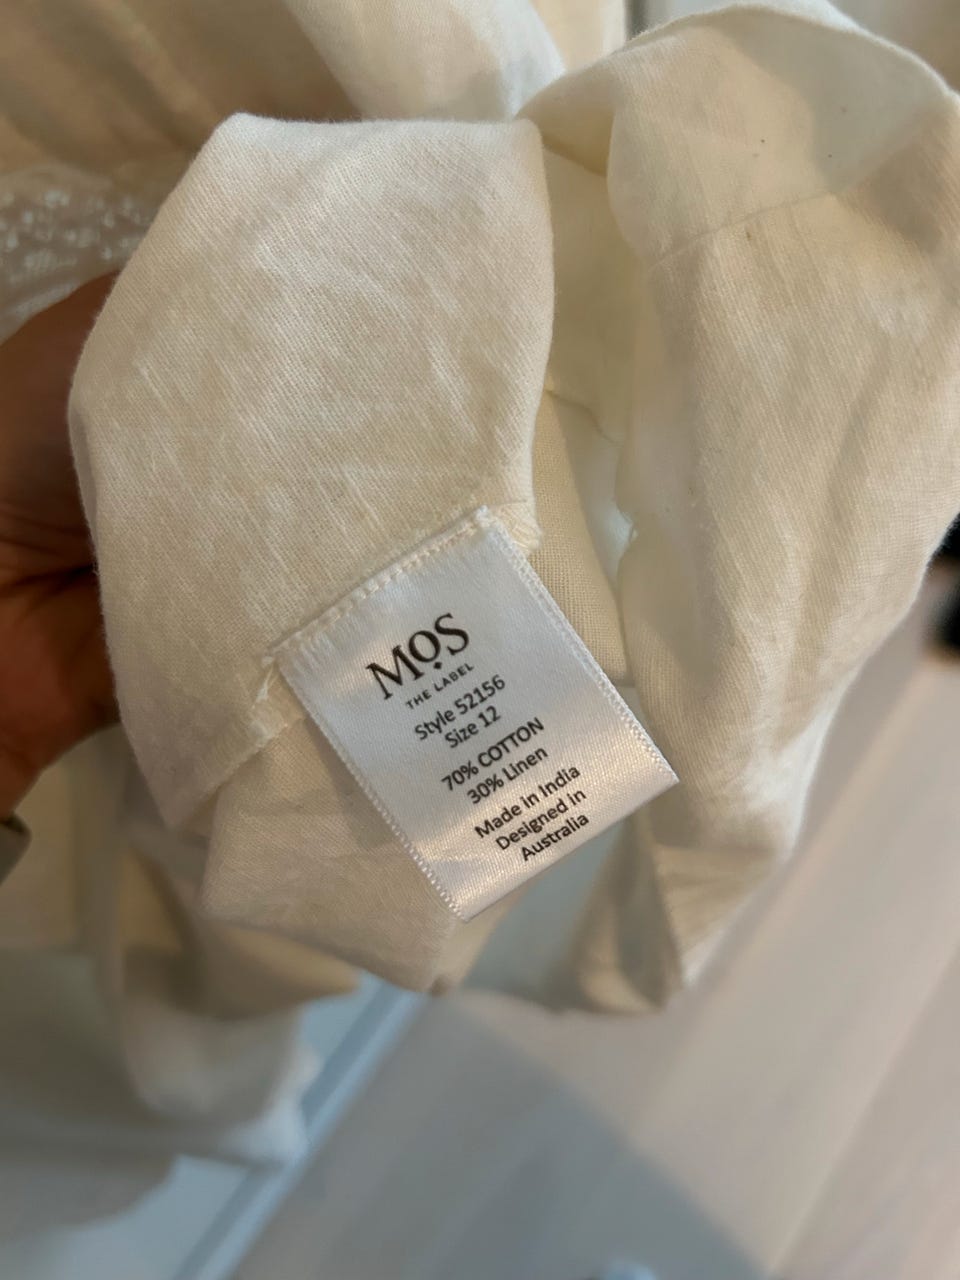 MOS
THE LABEL
Style 52156
Size 12
70% COTTON
30% Linen
Made in India
Designed in
Australia